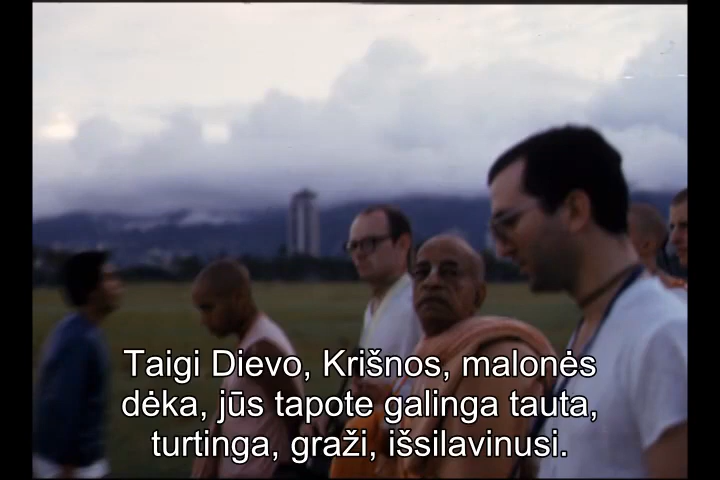 Taigi Dievo, Krišnos, malonės
dėka, jūs tapote galinga tauta,
turtinga, graži, išsilavinusi.